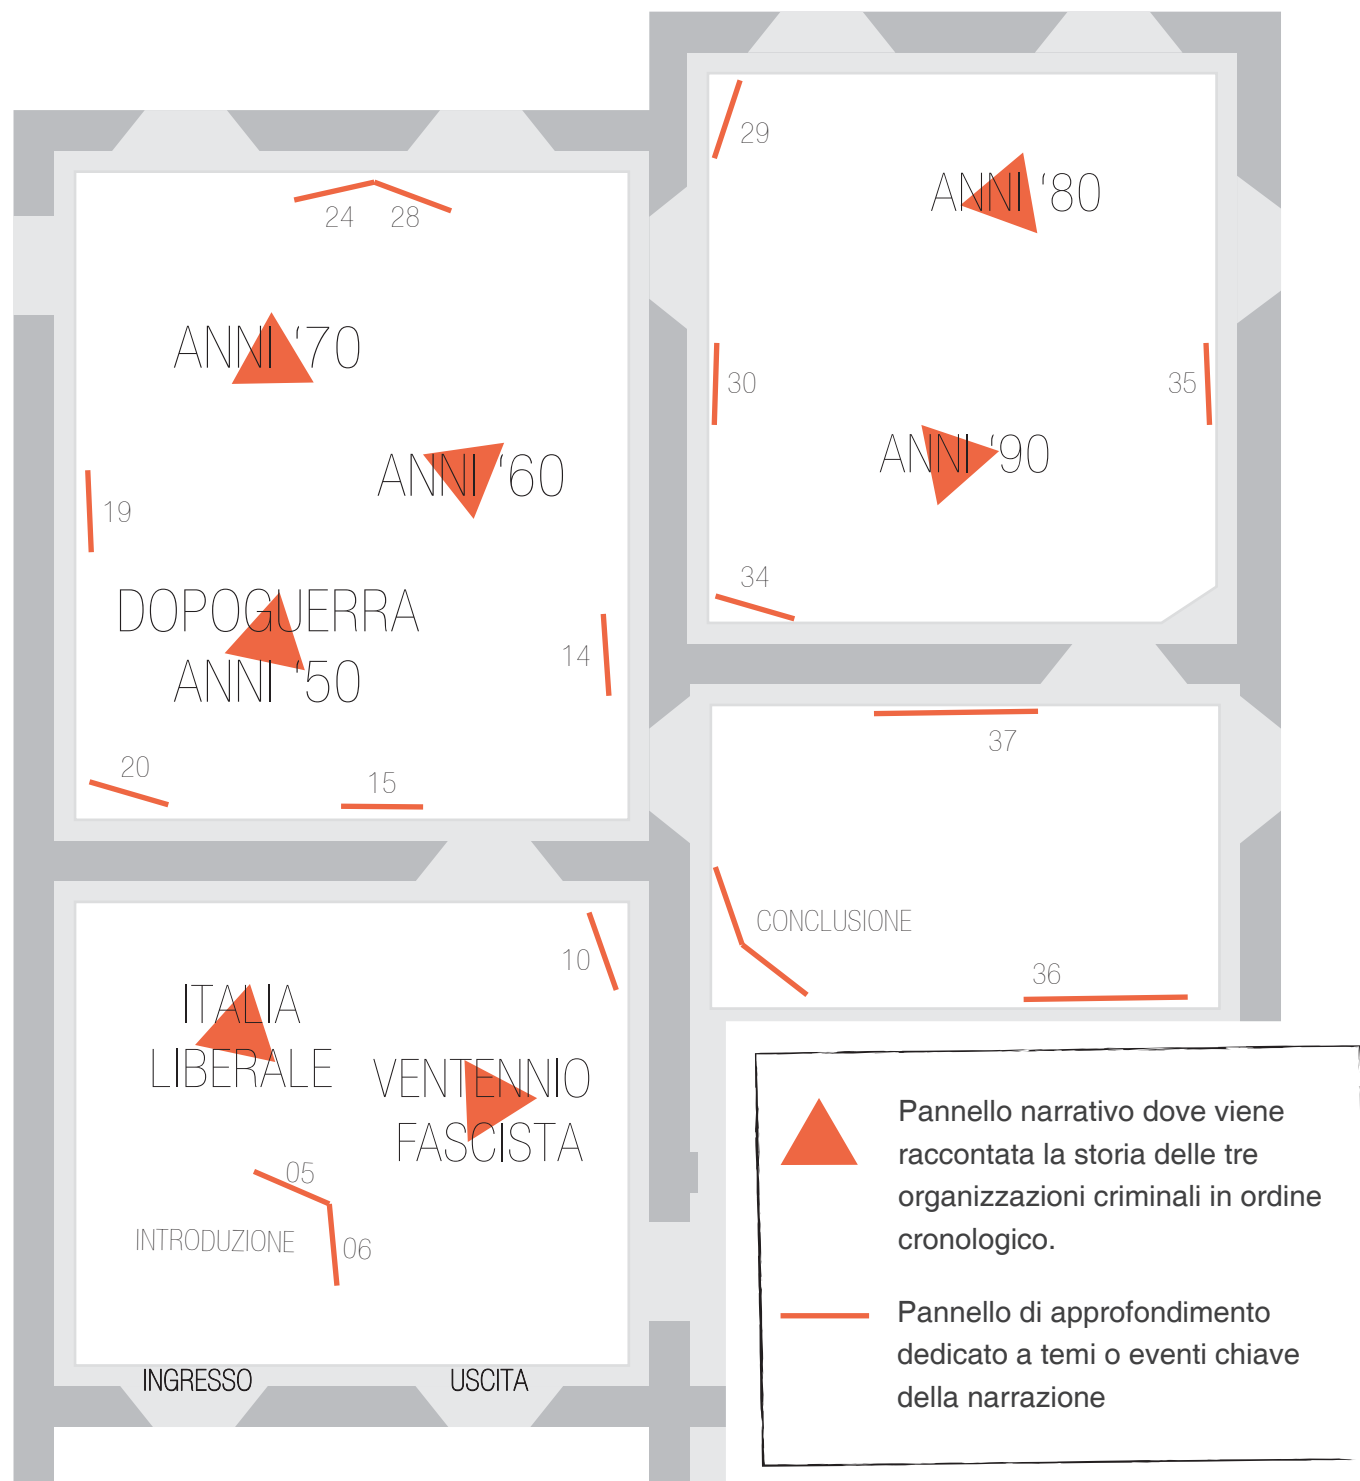 29
ANNI ‘80
24
28
ANNI ‘70
30
35
ANNI ‘60
ANNI ‘90
19
34
DOPOGUERRA
ANNI ‘50
14
20
15
37
CONCLUSIONE
36
10
ITALIA
LIBERALE
VENTENNIO
FASCISTA
05
INTRODUZIONE
06
INGRESSO
USCITA
Pannello narrativo dove viene
raccontata la storia delle tre
organizzazioni criminali in ordine
cronologico.
Pannello di approfondimento
dedicato a temi o eventi chiave
della narrazione